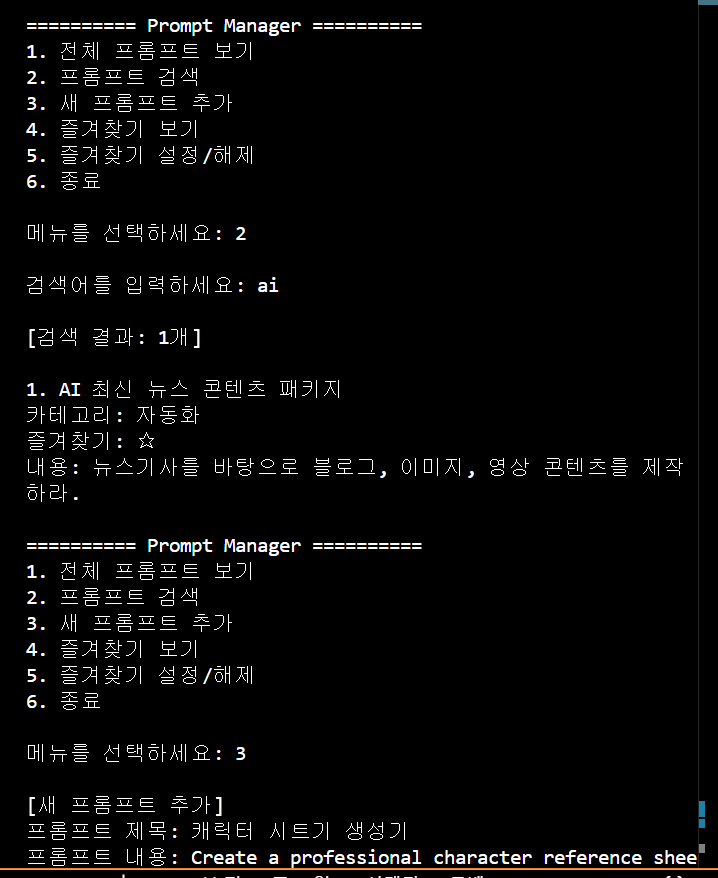 ========== Prompt Manager ==========
1. 전체 프롬프트 보기
2. 프롬프트 검색
3. 새 프롬프트 추가
4. 즐겨찾기 보기
5. 즐겨찾기 설정/해제
6. 종료
메뉴를 선택하세요: 2
검색어를 입력하세요: ai
[검색 결과: 1개]
1. AI 최신 뉴스 콘텐츠 패키지
카테고리: 자동화
즐겨찾기: ☆
내용: 뉴스기사를 바탕으로 블로그, 이미지, 영상 콘텐츠를 제작
하라.
========== Prompt Manager ==========
1. 전체 프롬프트 보기
2. 프롬프트 검색
3. 새 프롬프트 추가
4. 즐겨찾기 보기
5. 즐겨찾기 설정/해제
6. 종료
메뉴를 선택하세요: 3
[새 프롬프트 추가]
프롬프트 제목: 캐릭터 시트기 생성기
프롬프트 내용: Create a professional character reference shee